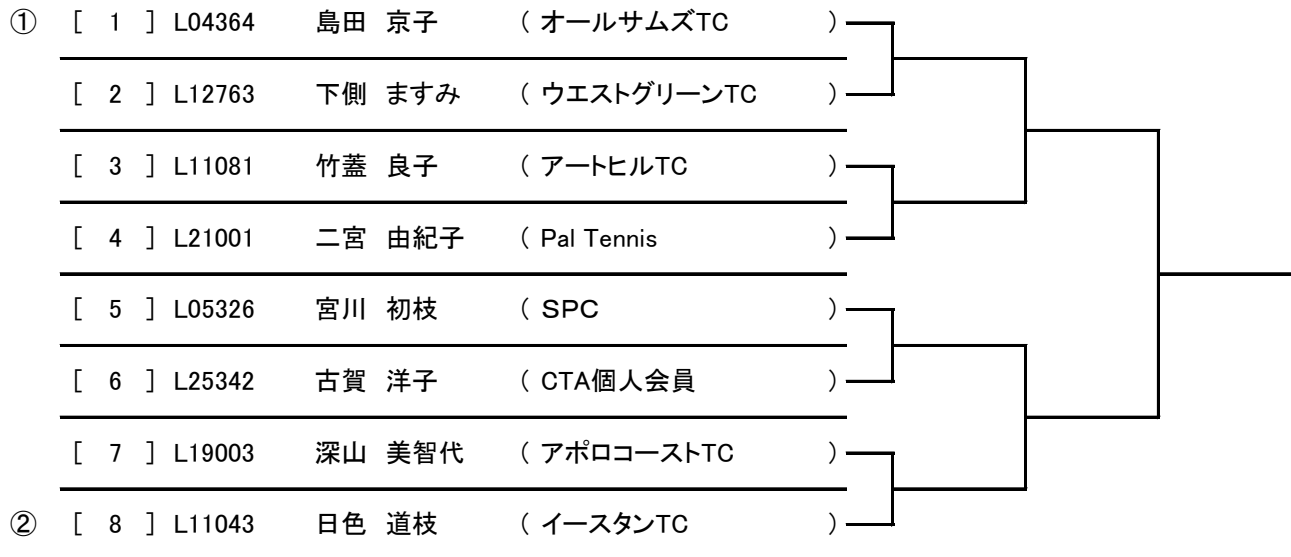 ① [ 1 ] L04364 島田 京子 ( オールサムズTC )
[ 2 ] L12763 下側 ますみ ( ウエストグリーンTC )
[ 3 ] L11081 竹蓋 良子 ( アートヒルTC )
[ 4 ] L21001 二宮 由紀子 ( Pal Tennis )
[ 5 ] L05326 宮川 初枝 ( SPC )
[ 6 ] L25342 古賀 洋子 ( CTA個人会員 )
[ 7 ] L19003 深山 美智代 ( アポロコーストTC )
② [ 8 ] L11043 日色 道枝 ( イースタンTC )